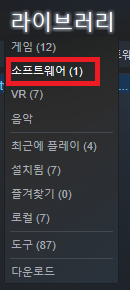 라이브러리
게임 (12)
소프트웨어 (1)
VR (7)
음악
최근에 플레이 (4)
설치됨 (7)
즐겨찾기 (0)
로컬 (7)
도구 (87)
다운로드